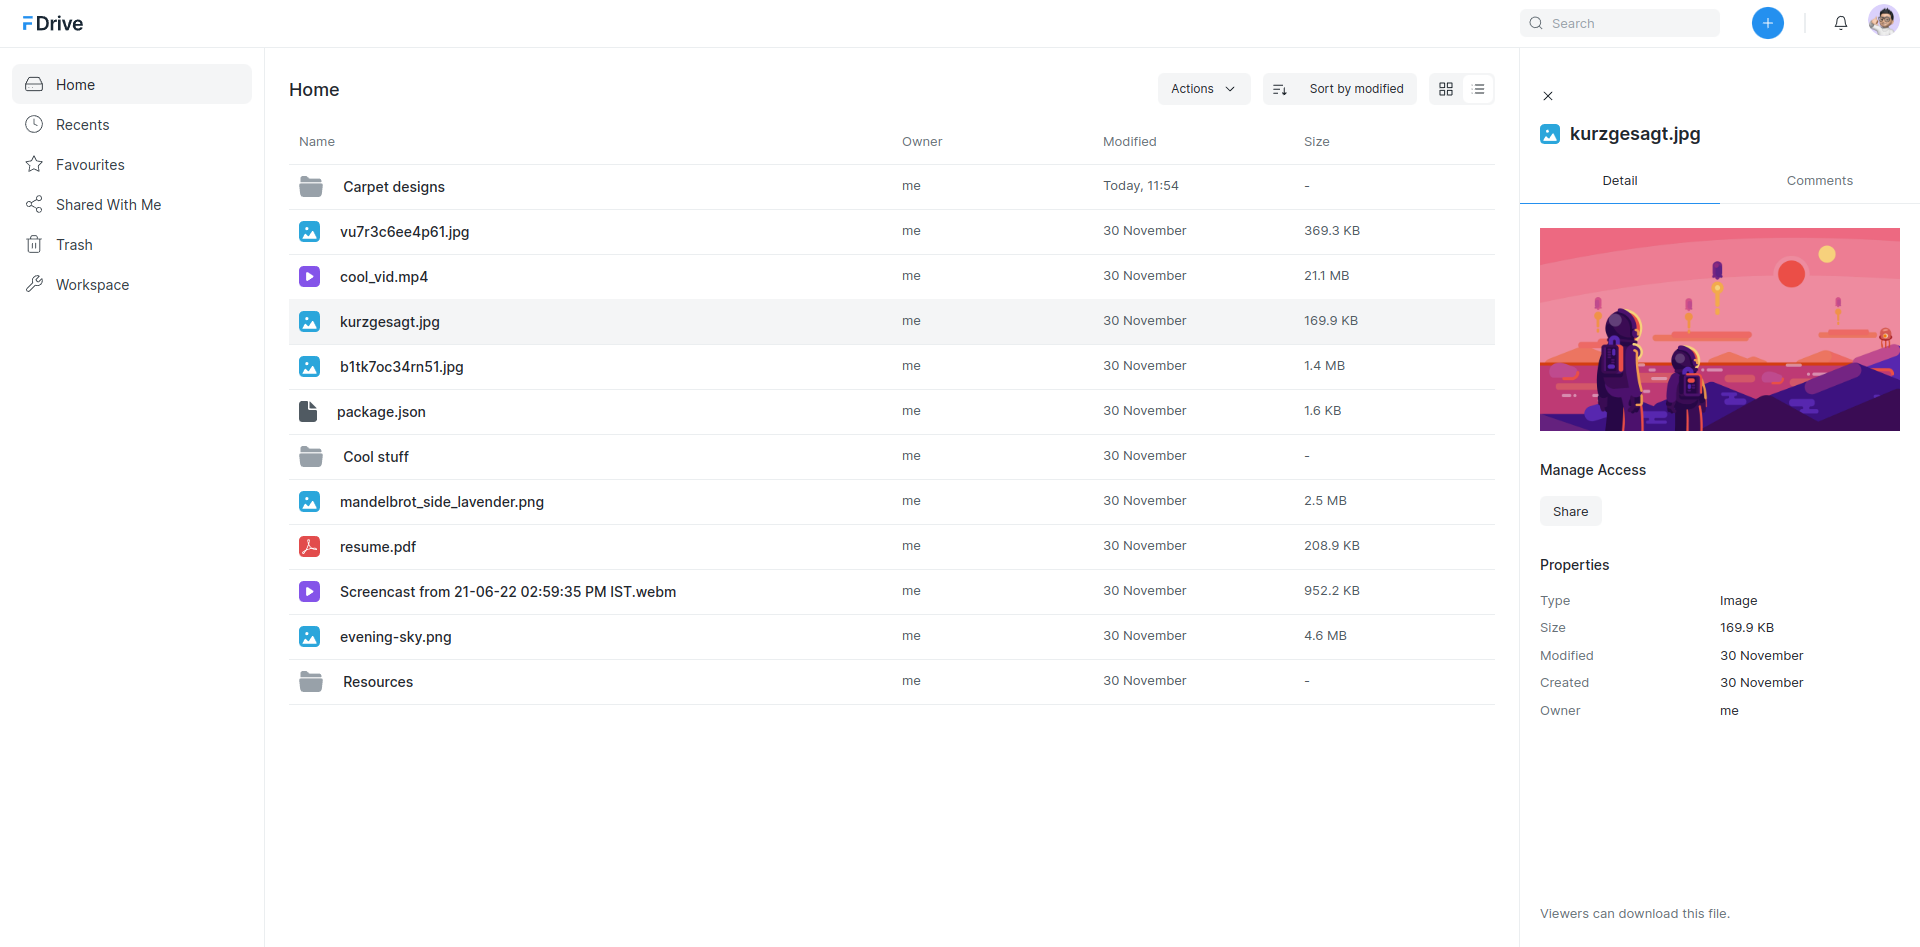 Drive
Search
Home
Recents
Favourites
Shared With Me
Trash
Workspace
Home
Actions
Sort by modified
Name Owner Modified Size
Carpet designs me Today, 11:54 -
vu7r3c6ee4p61.jpg me 30 November 369.3 KB
cool_vid.mp4 me 30 November 21.1 MB
kurzgesagt.jpg me 30 November 169.9 KB
b1tk7oc34rn51.jpg me 30 November 1.4 MB
package.json me 30 November 1.6 KB
Cool stuff me 30 November -
mandelbrot_side_lavender.png me 30 November 2.5 MB
resume.pdf me 30 November 208.9 KB
Screencast from 21-06-22 02:59:35 PM IST.webm me 30 November 952.2 KB
evening-sky.png me 30 November 4.6 MB
Resources me 30 November -
kurzgesagt.jpg
Detail Comments
Manage Access
Share
Properties
Type Image
Size 169.9 KB
Modified 30 November
Created 30 November
Owner me
Viewers can download this file.